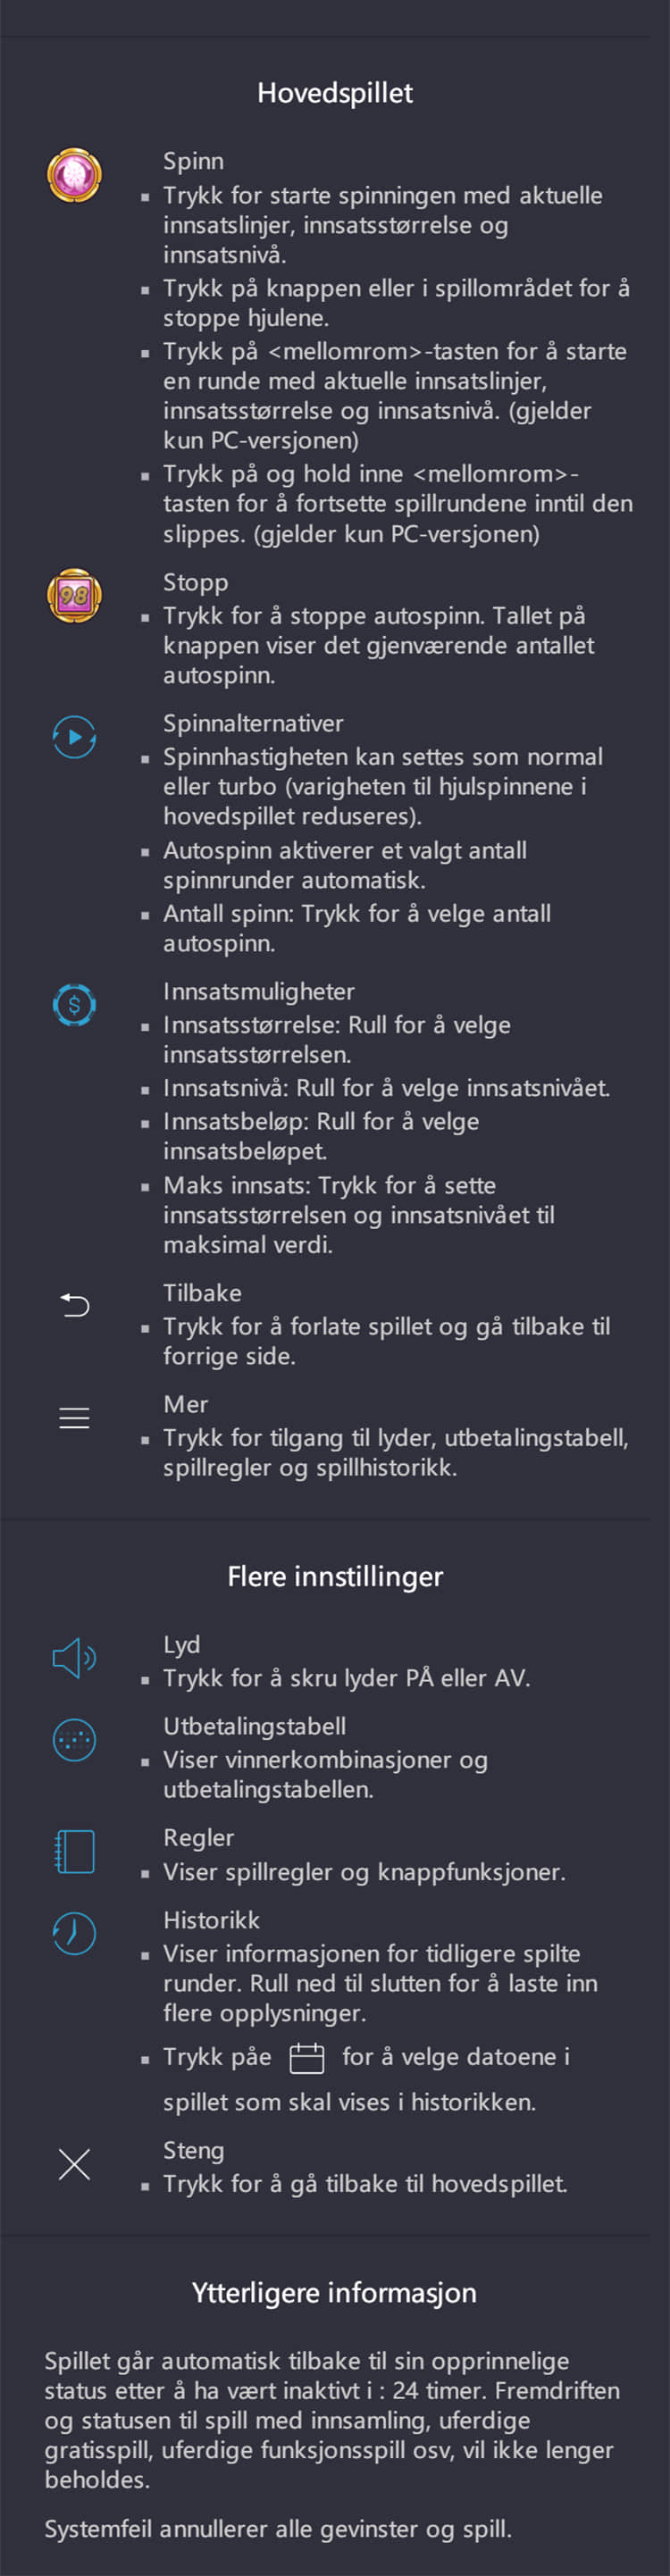 Hovedspillet
Spinn
▪ Trykk for starte spinningen med aktuelle
innsatslinjer, innsatsstørrelse og
innsatsnivå.
▪ Trykk på knappen eller i spillområdet for å
stoppe hjulene.
▪ Trykk på <mellomrom>-tasten for å starte
en runde med aktuelle innsatslinjer,
innsatsstørrelse og innsatsnivå. (gjelder
kun PC-versjonen)
▪ Trykk på og hold inne <mellomrom>-
tasten for å fortsette spillrundene inntil den
slippes. (gjelder kun PC-versjonen)
98
Stopp
▪ Trykk for å stoppe autospinn. Tallet på
knappen viser det gjenværende antallet
autospinn.
Spinnalternativer
▪ Spinnhastigheten kan settes som normal
eller turbo (varigheten til hjulspinnene i
hovedspillet reduseres).
▪ Autospinn aktiverer et valgt antall
spinnrunder automatisk.
▪ Antall spinn: Trykk for å velge antall
autospinn.
$
Innsatsmuligheter
▪ Innsatsstørrelse: Rull for å velge
innsatsstørrelsen.
▪ Innsatsnivå: Rull for å velge innsatsnivået.
▪ Innsatsbeløp: Rull for å velge
innsatsbeløpet.
▪ Maks innsats: Trykk for å sette
innsatsstørrelsen og innsatsnivået til
maksimal verdi.
Tilbake
▪ Trykk for å forlate spillet og gå tilbake til
forrige side.
Mer
▪ Trykk for tilgang til lyder, utbetalingstabell,
spillregler og spillhistorikk.
Flere innstillinger
Lyd
▪ Trykk for å skru lyder PÅ eller AV.
Utbetalingstabell
▪ Viser vinnerkombinasjoner og
utbetalingstabellen.
Regler
▪ Viser spillregler og knappfunksjoner.
Historikk
▪ Viser informasjonen for tidligere spilte
runder. Rull ned til slutten for å laste inn
flere opplysninger.
▪ Trykk påe for å velge datoene i
spillet som skal vises i historikken.
Steng
▪ Trykk for å gå tilbake til hovedspillet.
Ytterligere informasjon
Spillet går automatisk tilbake til sin opprinnelige
status etter å ha vært inaktivt i : 24 timer. Fremdriften
og statusen til spill med innsamling, uferdige
gratisspill, uferdige funksjonsspill osv, vil ikke lenger
beholdes.
Systemfeil annullerer alle gevinster og spill.